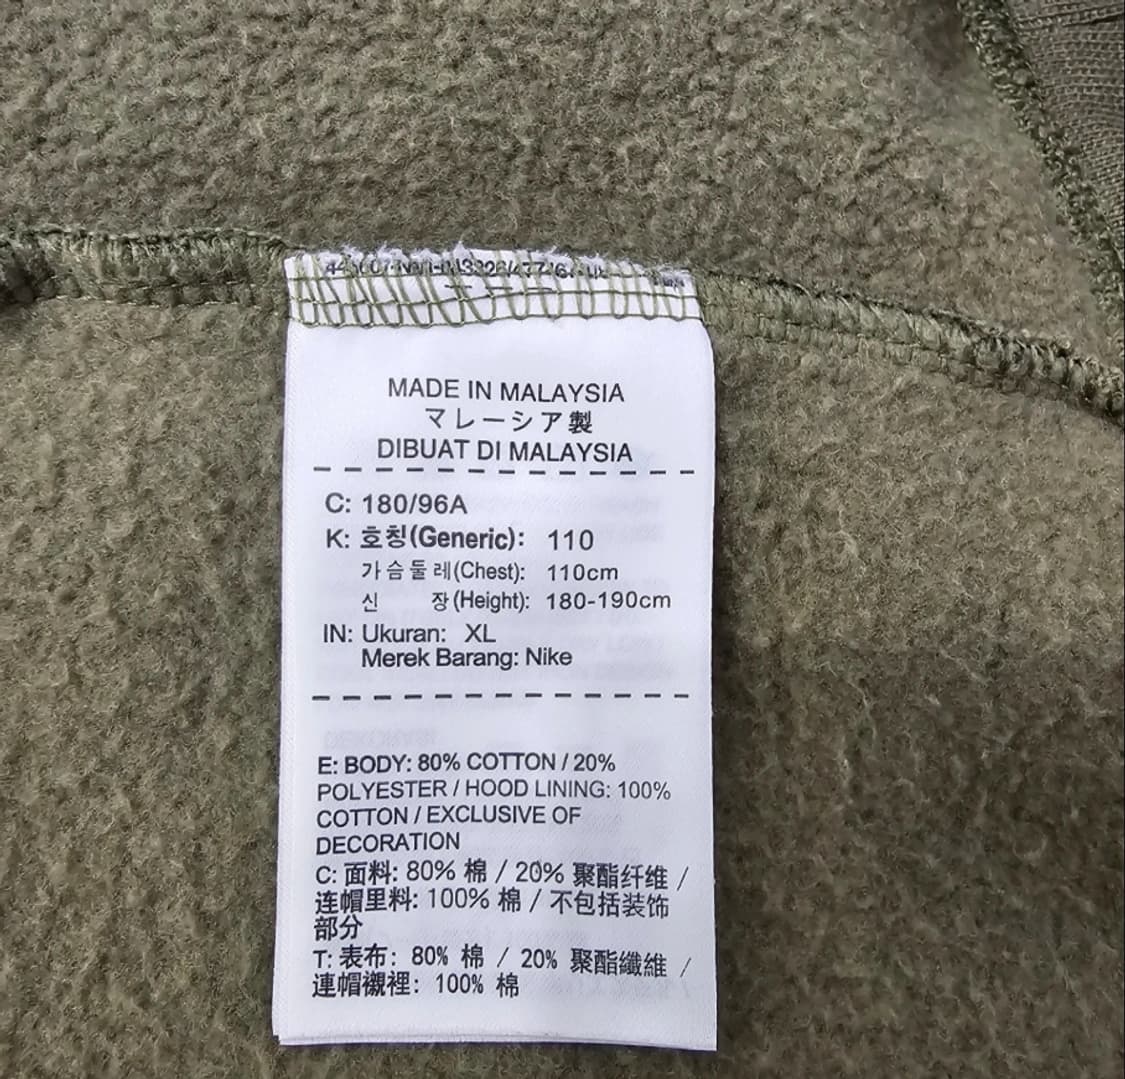 MADE IN MALAYSIA
マレーシア製
DIBUAT DI MALAYSIA
C: 180/96A
K: 호칭(Generic): 110
가슴둘레(Chest): 110cm
신 장(Height): 180-190cm
IN: Ukuran: XL
Merek Barang: Nike
E: BODY: 80% COTTON / 20%
POLYESTER / HOOD LINING: 100%
COTTON / EXCLUSIVE OF
DECORATION
C: 面料: 80% 棉 / 20% 聚酯纤维 /
连帽里料: 100% 棉 / 不包括装饰
部分
T: 表布: 80% 棉 / 20% 聚酯纖維 /
連帽襯裡: 100% 棉